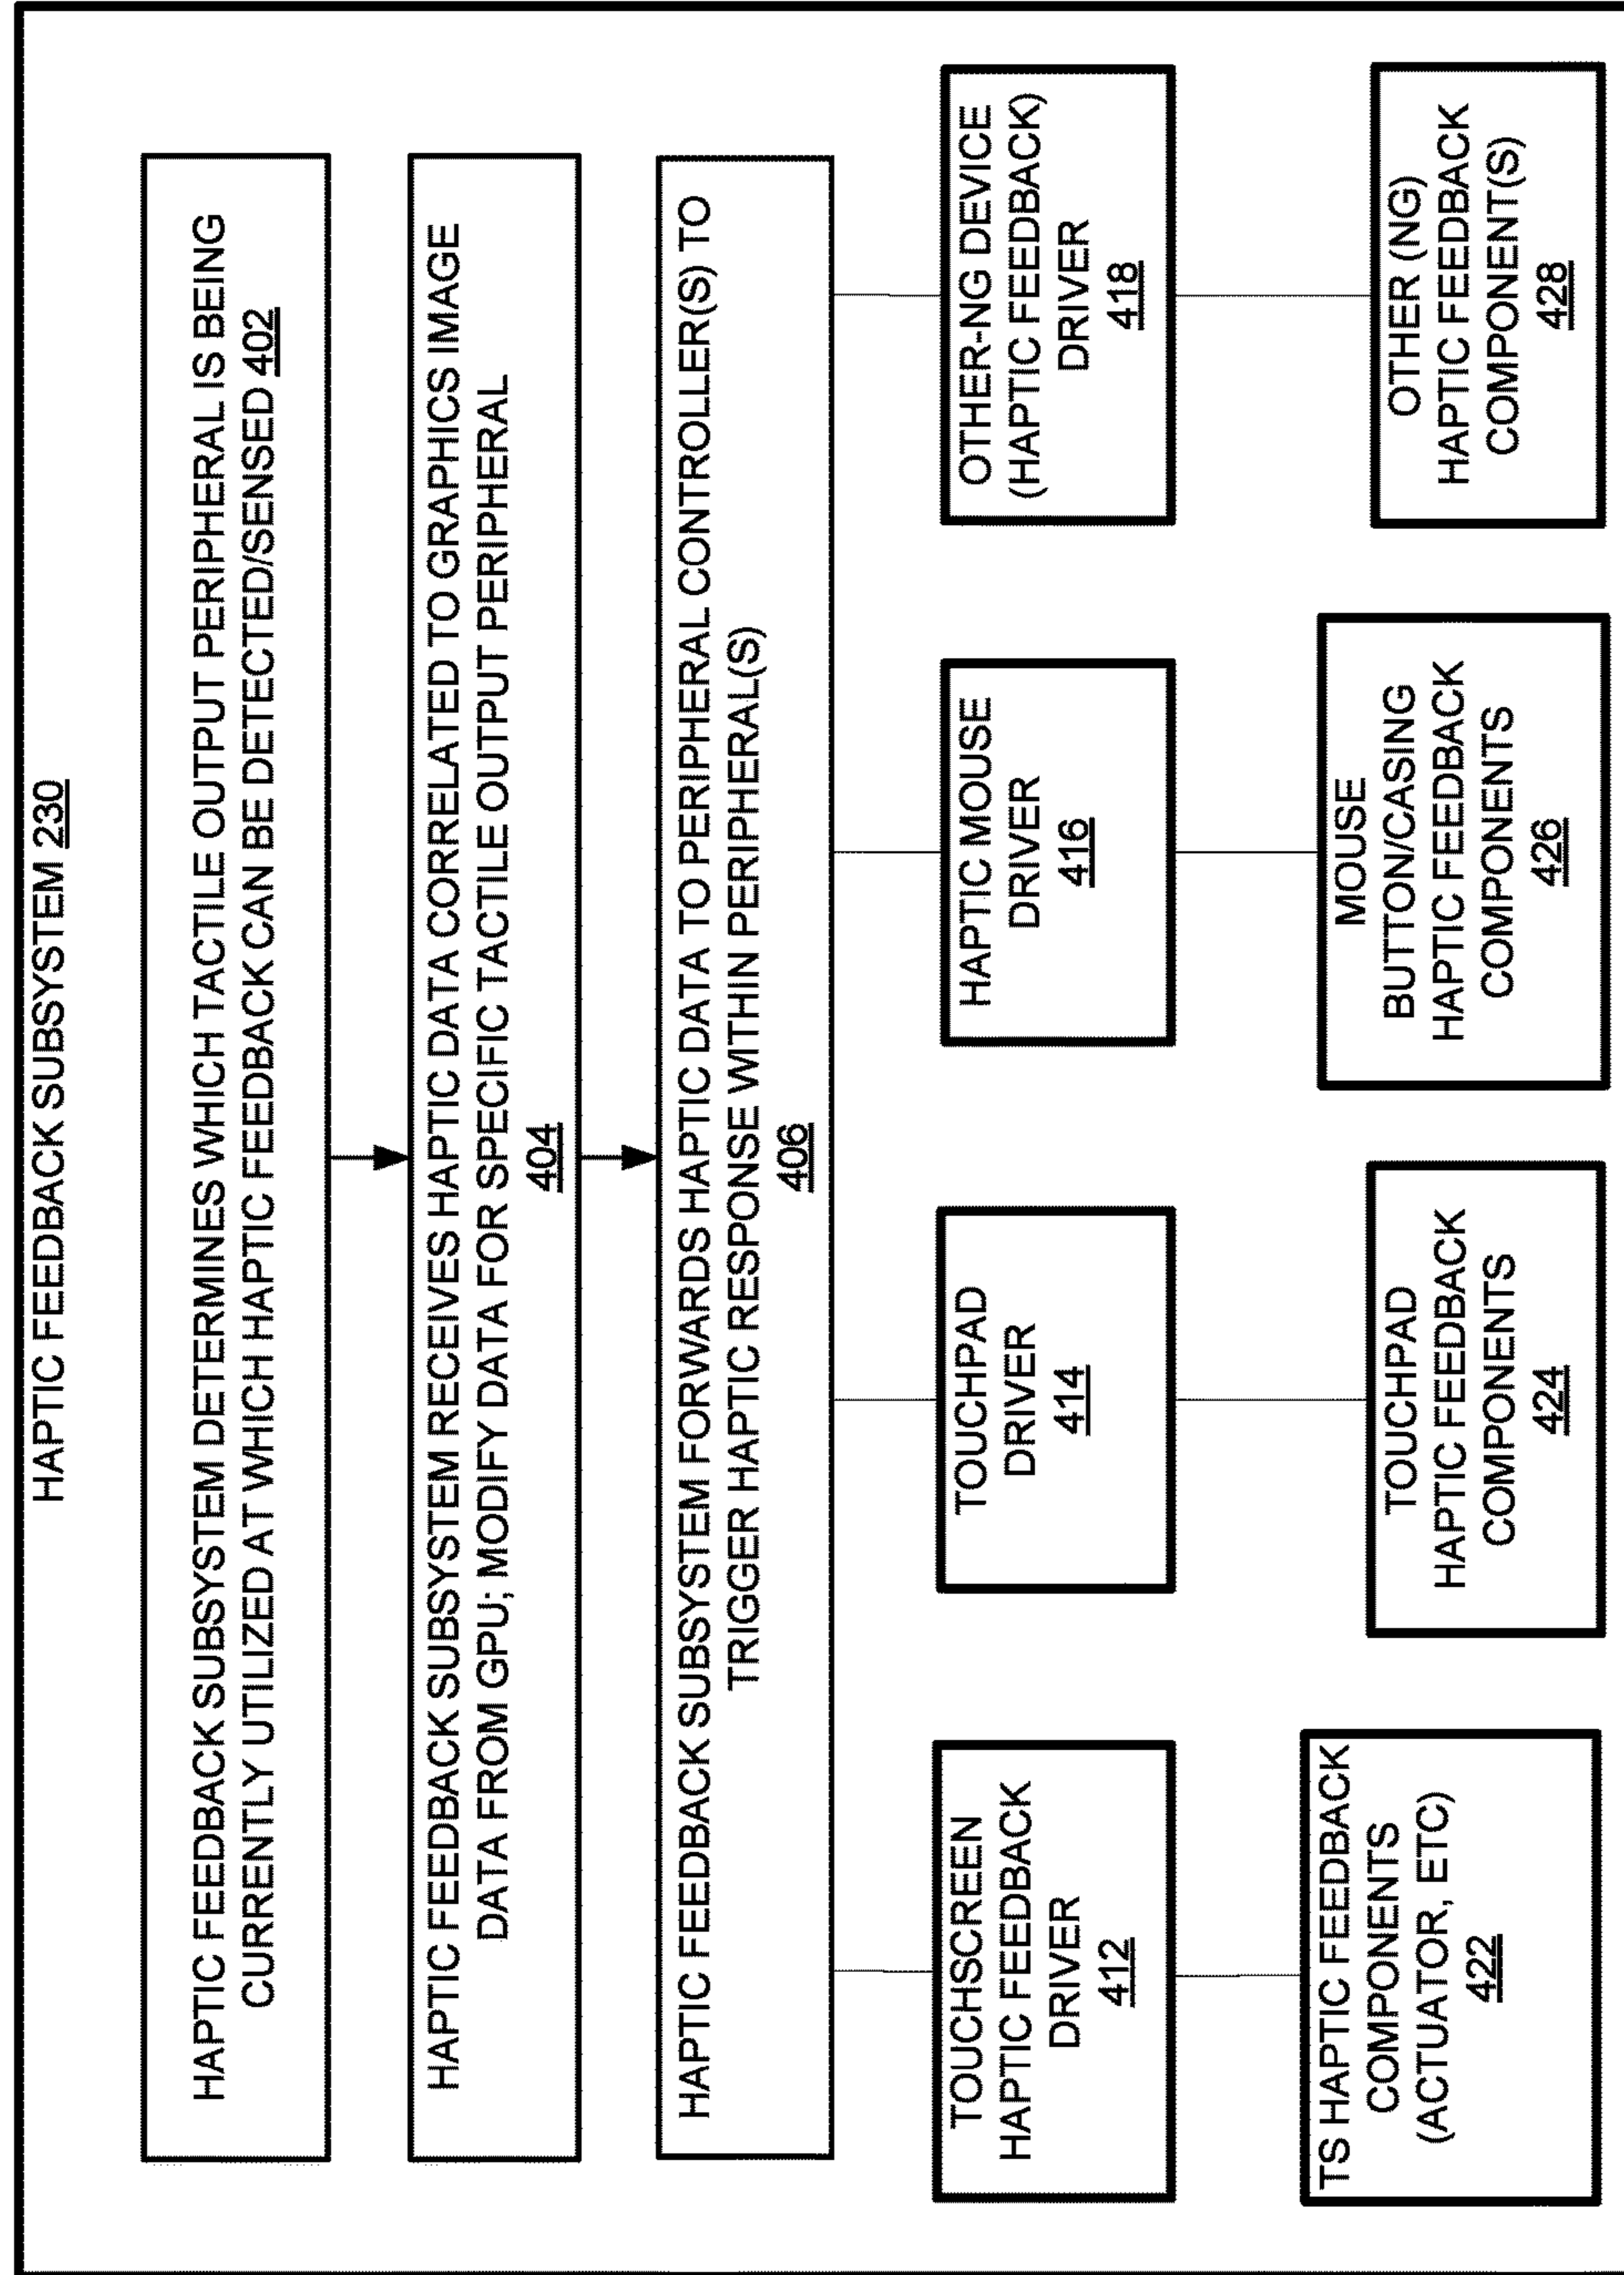 HAPTIC FEEDBACK SUBSYSTEM 230
HAPTIC FEEDBACK SUBSYSTEM DETERMINES WHICH TACTILE OUTPUT PERIPHERAL IS BEING
CURRENTLY UTILIZED AT WHICH HAPTIC FEEDBACK CAN BE DETECTED/SENSED 402
HAPTIC FEEDBACK SUBSYSTEM RECEIVES HAPTIC DATA CORRELATED TO GRAPHICS IMAGE
DATA FROM GPU; MODIFY DATA FOR SPECIFIC TACTILE OUTPUT PERIPHERAL
404
HAPTIC FEEDBACK SUBSYSTEM FORWARDS HAPTIC DATA TO PERIPHERAL CONTROLLER(S) TO
TRIGGER HAPTIC RESPONSE WITHIN PERIPHERAL(S)
406
TOUCHSCREEN
HAPTIC FEEDBACK
DRIVER
412
TOUCHPAD
DRIVER
414
HAPTIC MOUSE
DRIVER
416
OTHER-NG DEVICE
(HAPTIC FEEDBACK)
DRIVER
418
TS HAPTIC FEEDBACK
COMPONENTS
(ACTUATOR, ETC)
422
TOUCHPAD
HAPTIC FEEDBACK
COMPONENTS
424
MOUSE
BUTTON/CASING
HAPTIC FEEDBACK
COMPONENTS
426
OTHER (NG)
HAPTIC FEEDBACK
COMPONENT(S)
428